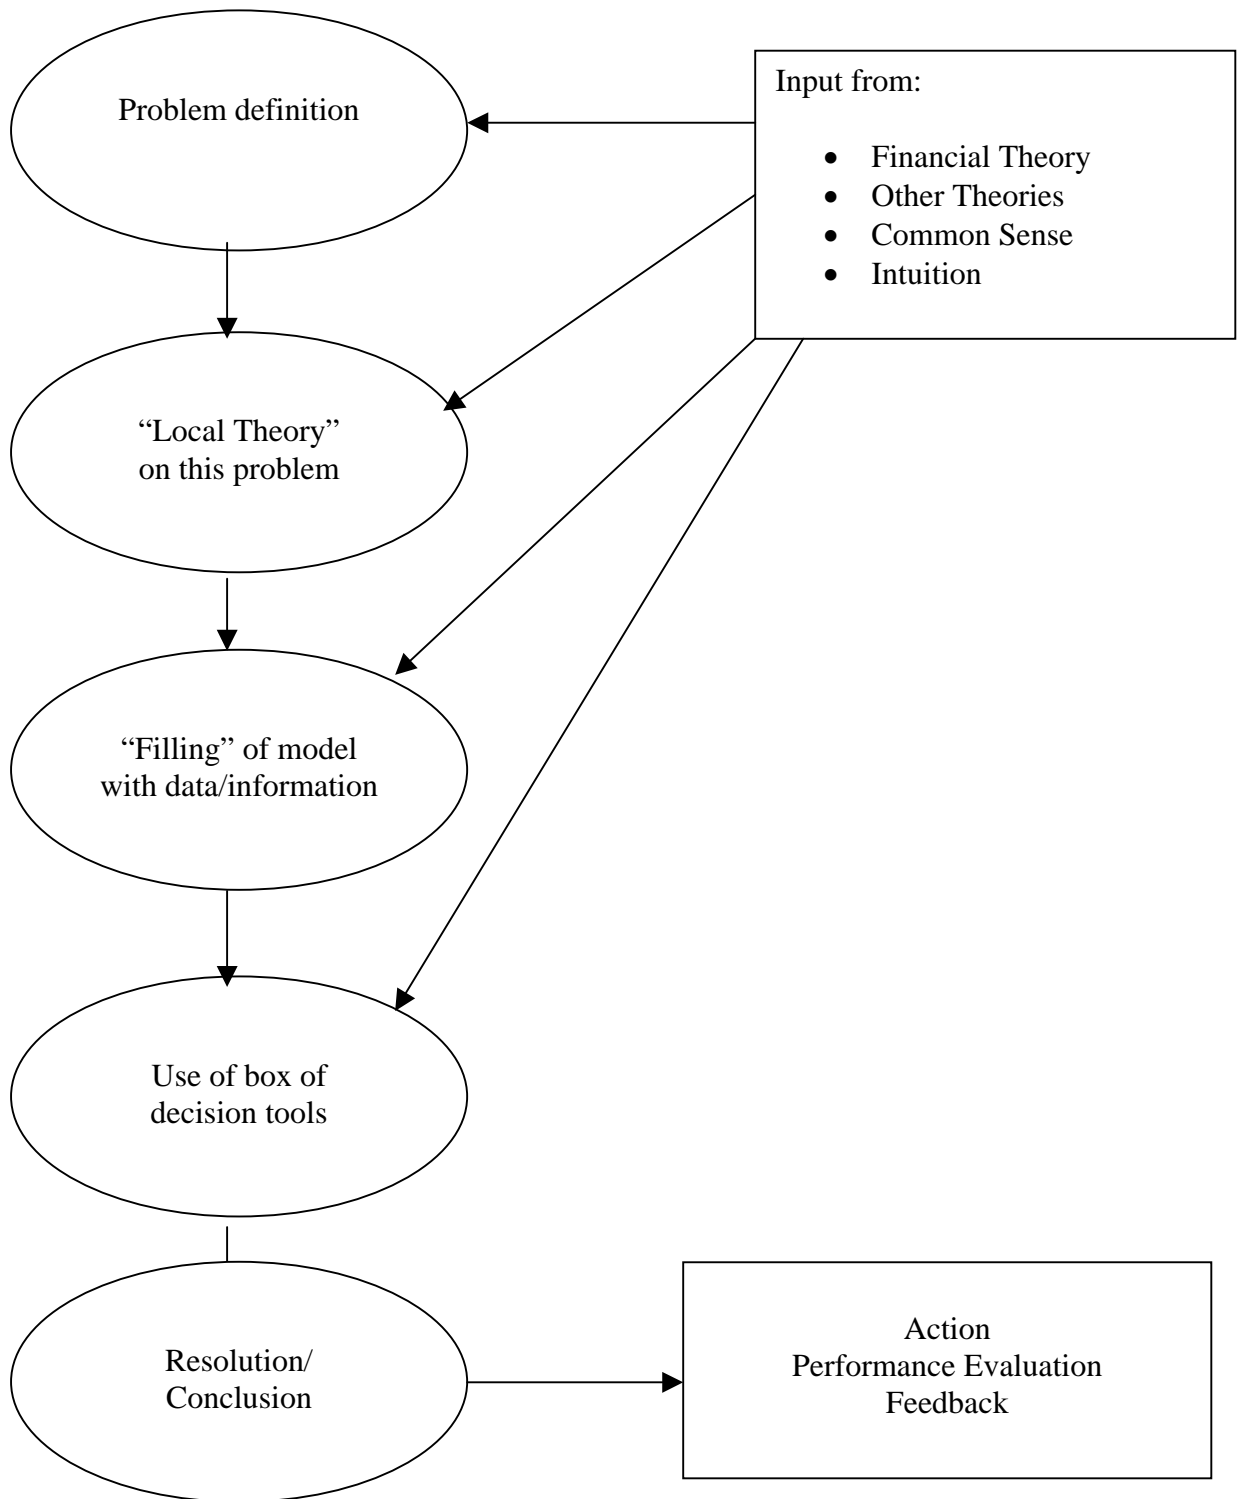 Problem definition
Input from:
• Financial Theory
• Other Theories
• Common Sense
• Intuition
“Local Theory”
on this problem
“Filling” of model
with data/information
Use of box of
decision tools
Resolution/
Conclusion
Action
Performance Evaluation
Feedback